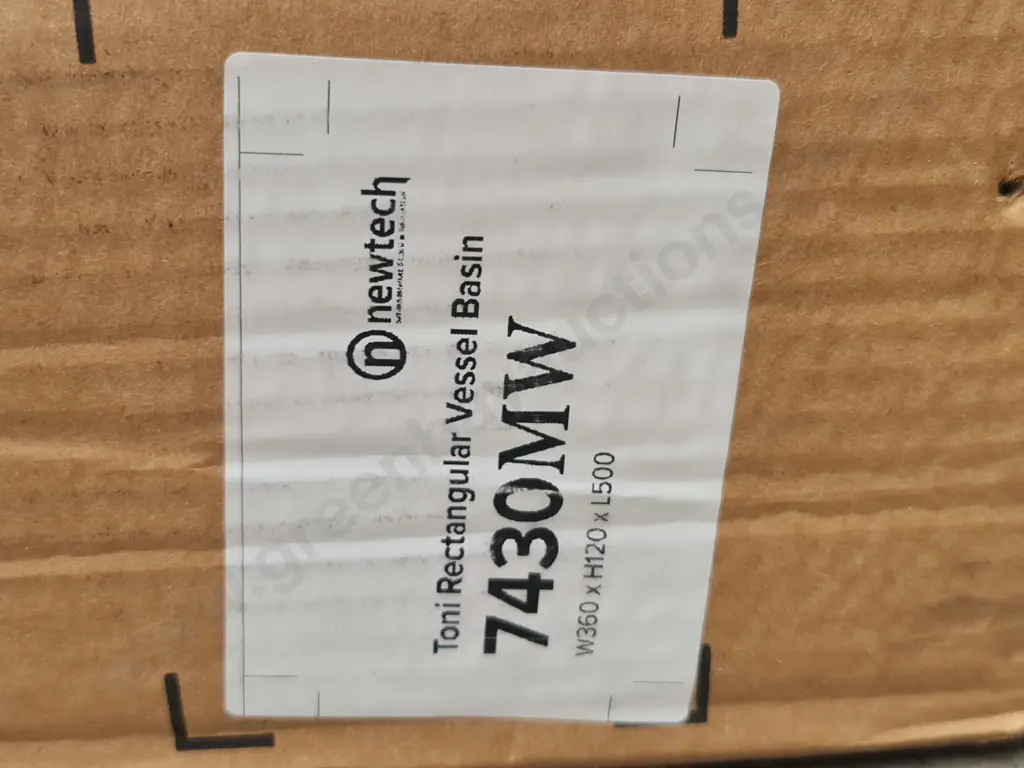 newtech
Toni Rectangular Vessel Basin
7430MW
W360 x H120 x L500